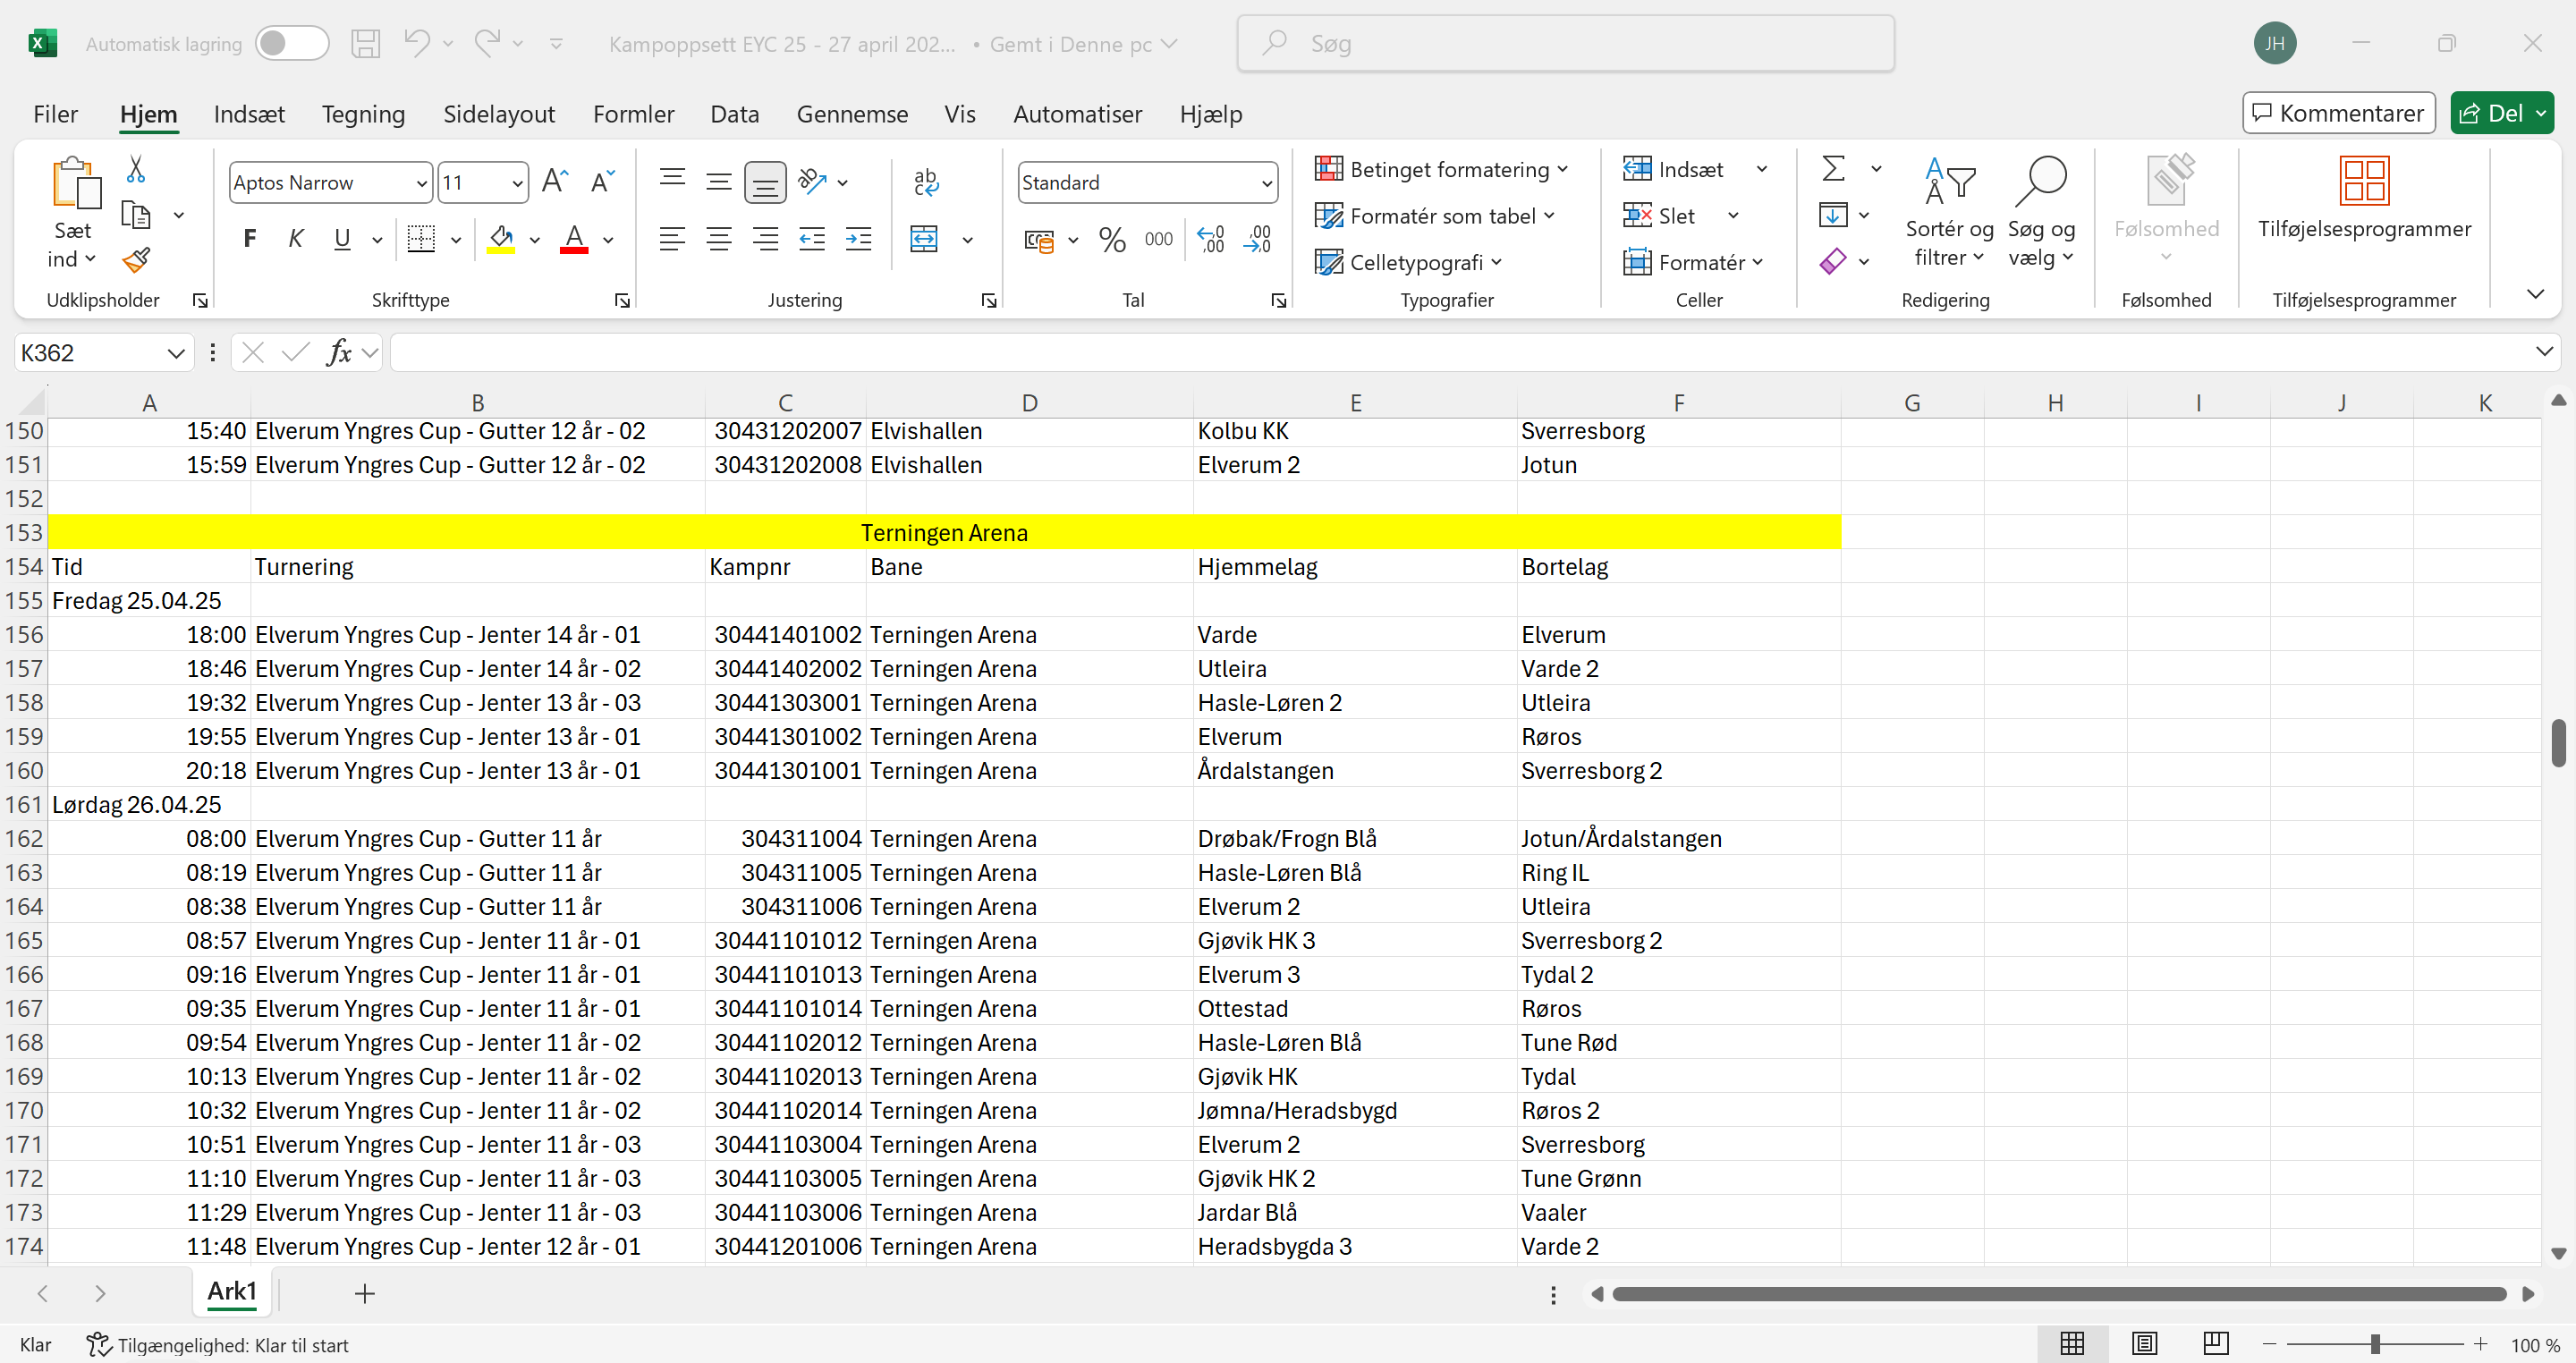 Automatisk lagring Kampoppsett EYC 25 - 27 april 202... • Gemt i Denne pc Søg JH
Filer Hjem Indsæt Tegning Sidelayout Formler Data Gennemse Vis Automatiser Hjælp Kommentarer Del
Sæt ind
Udklipsholder
Aptos Narrow 11
F K U
Skrifttype
ab c
Justering
Standard
% 000 ,00 ,00
Tal
Betinget formatering
Formatér som tabel
Celletypografi
Typografier
Indsæt
Slet
Formatér
Celler
Sortér og filtrer
Søg og vælg
Redigering
Følsomhed
Følsomhed
Tilføjelsesprogrammer
Tilføjelsesprogrammer
K362 fx
A B C D E F G H I J K
150 15:40 Elverum Yngres Cup - Gutter 12 år - 02 30431202007 Elvishallen Kolbu KK Sverresborg
151 15:59 Elverum Yngres Cup - Gutter 12 år - 02 30431202008 Elvishallen Elverum 2 Jotun
152
153 Terningen Arena
154 Tid Turnering Kampnr Bane Hjemmelag Bortelag
155 Fredag 25.04.25
156 18:00 Elverum Yngres Cup - Jenter 14 år - 01 30441401002 Terningen Arena Varde Elverum
157 18:46 Elverum Yngres Cup - Jenter 14 år - 02 30441402002 Terningen Arena Utleira Varde 2
158 19:32 Elverum Yngres Cup - Jenter 13 år - 03 30441303001 Terningen Arena Hasle-Løren 2 Utleira
159 19:55 Elverum Yngres Cup - Jenter 13 år - 01 30441301002 Terningen Arena Elverum Røros
160 20:18 Elverum Yngres Cup - Jenter 13 år - 01 30441301001 Terningen Arena Årdalstangen Sverresborg 2
161 Lørdag 26.04.25
162 08:00 Elverum Yngres Cup - Gutter 11 år 304311004 Terningen Arena Drøbak/Frogn Blå Jotun/Årdalstangen
163 08:19 Elverum Yngres Cup - Gutter 11 år 304311005 Terningen Arena Hasle-Løren Blå Ring IL
164 08:38 Elverum Yngres Cup - Gutter 11 år 304311006 Terningen Arena Elverum 2 Utleira
165 08:57 Elverum Yngres Cup - Jenter 11 år - 01 30441101012 Terningen Arena Gjøvik HK 3 Sverresborg 2
166 09:16 Elverum Yngres Cup - Jenter 11 år - 01 30441101013 Terningen Arena Elverum 3 Tydal 2
167 09:35 Elverum Yngres Cup - Jenter 11 år - 01 30441101014 Terningen Arena Ottestad Røros
168 09:54 Elverum Yngres Cup - Jenter 11 år - 02 30441102012 Terningen Arena Hasle-Løren Blå Tune Rød
169 10:13 Elverum Yngres Cup - Jenter 11 år - 02 30441102013 Terningen Arena Gjøvik HK Tydal
170 10:32 Elverum Yngres Cup - Jenter 11 år - 02 30441102014 Terningen Arena Jømna/Heradsbygd Røros 2
171 10:51 Elverum Yngres Cup - Jenter 11 år - 03 30441103004 Terningen Arena Elverum 2 Sverresborg
172 11:10 Elverum Yngres Cup - Jenter 11 år - 03 30441103005 Terningen Arena Gjøvik HK 2 Tune Grønn
173 11:29 Elverum Yngres Cup - Jenter 11 år - 03 30441103006 Terningen Arena Jardar Blå Vaaler
174 11:48 Elverum Yngres Cup - Jenter 12 år - 01 30441201006 Terningen Arena Heradsbygda 3 Varde 2
Ark1
Klar Tilgængelighed: Klar til start 100 %